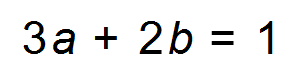 3a + 2b = 1